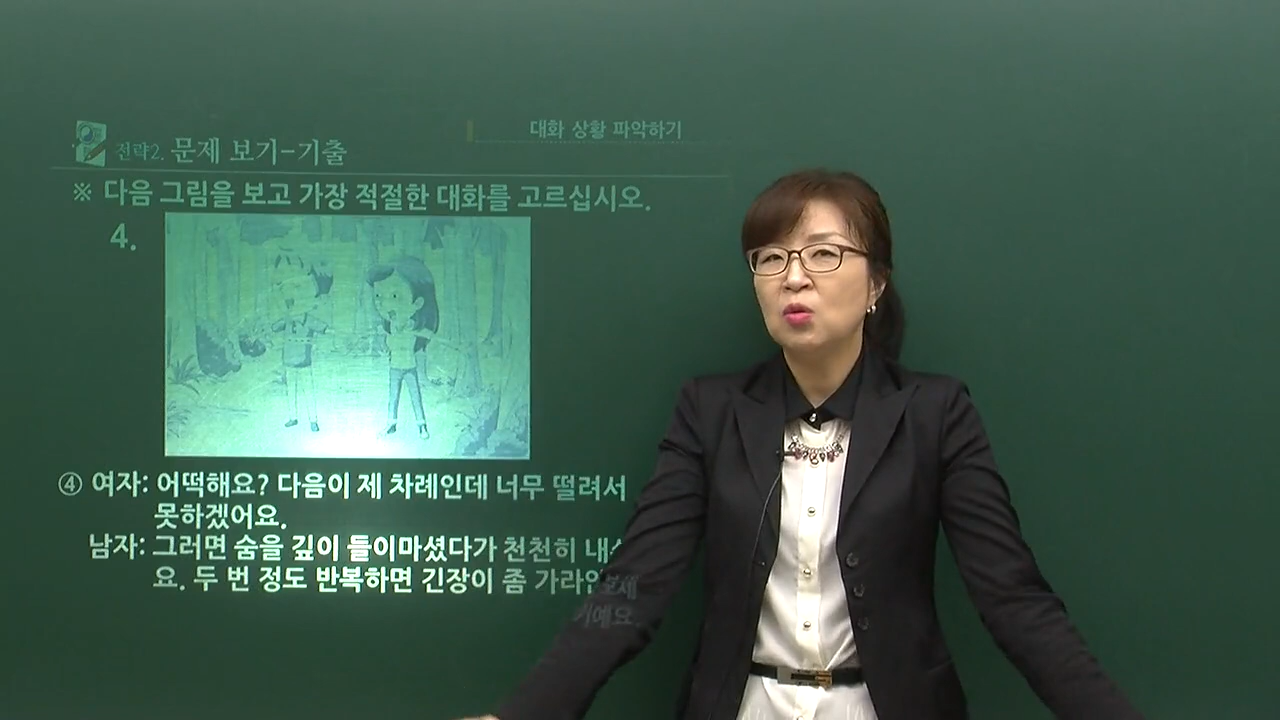 대화 상황 파악하기
전략2. 문제 보기-기출
※ 다음 그림을 보고 가장 적절한 대화를 고르십시오.
4.
④ 여자: 어떡해요? 다음이 제 차례인데 너무 떨려서
못하겠어요.
남자: 그러면 숨을 깊이 들이마셨다가 천천히
요. 두 번 정도 반복하면 긴장이 좀
거예요.